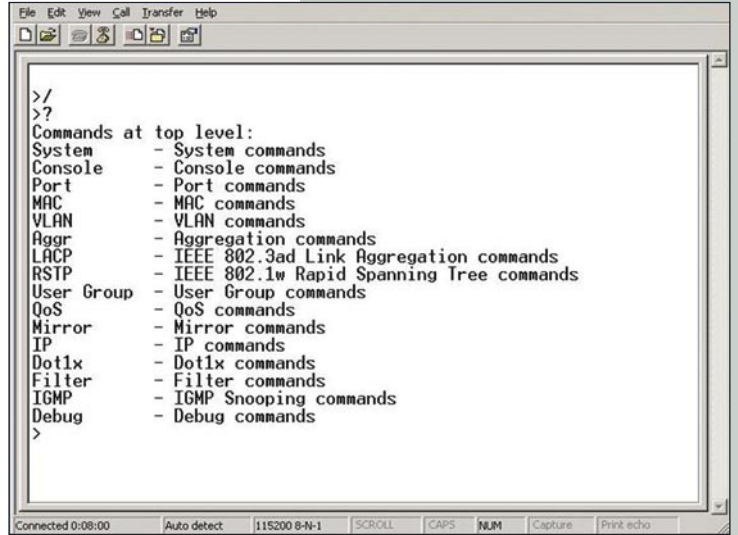 File Edit View Call Transfer Help
>/
>?
Commands at top level:
System - System commands
Console - Console commands
Port - Port commands
MAC - MAC commands
VLAN - VLAN commands
Aggr - Aggregation commands
LACP - IEEE 802.3ad Link Aggregation commands
RSTP - IEEE 802.1w Rapid Spanning Tree commands
User Group - User Group commands
QoS - QoS commands
Mirror - Mirror commands
IP - IP commands
Dot1x - Dot1x commands
Filter - Filter commands
IGMP - IGMP Snooping commands
Debug - Debug commands
>
Connected 0:08:00 Auto detect 115200 8-N-1 SCROLL CAPS NUM Capture Print echo